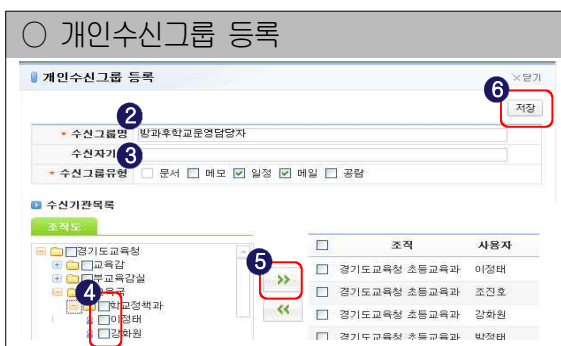 ○ 개인수신그룹 등록
개인수신그룹 등록
×닫기
6
저장
2
* 수신그룹명 방과후학교운영담당자
수신자기
3
* 수신그룹유형 문서 메모 일정 메일 공람
수신기관목록
조직도
조직 사용자
경기도교육청
교육감
부교육감실
육국
4
학교정책과
이정태
강화원
5
>>
<<
경기도교육청 초등교육과 이정태
경기도교육청 초등교육과 조진호
경기도교육청 초등교육과 강화원
경기도교육청 초등교육과 박정태